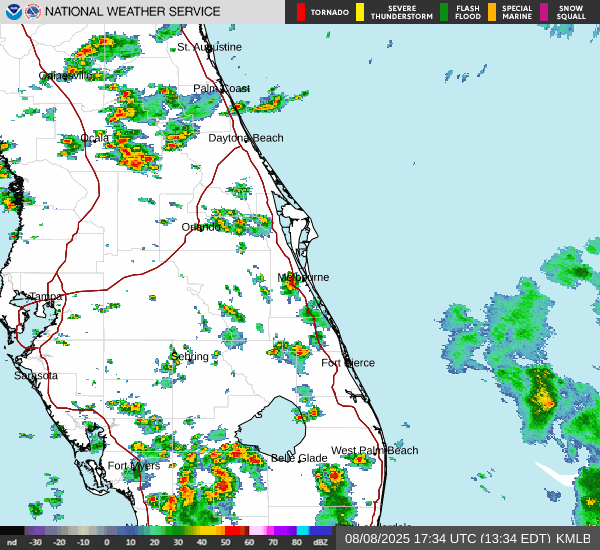 NATIONAL WEATHER SERVICE
TORNADO
SEVERE
THUNDERSTORM
FLASH
FLOOD
SPECIAL
MARINE
SNOW
SQUALL
St. Augustine
Gainesville
Palm Coast
Ocala
Daytona Beach
Orlando
Melbourne
Tampa
Sebring
Fort Pierce
Sarasota
West Palm Beach
Belle Glade
Fort Myers
nd -30 -20 -10 0 10 20 30 40 50 60 70 80 dBZ
08/08/2025 17:34 UTC (13:34 EDT) KMLB